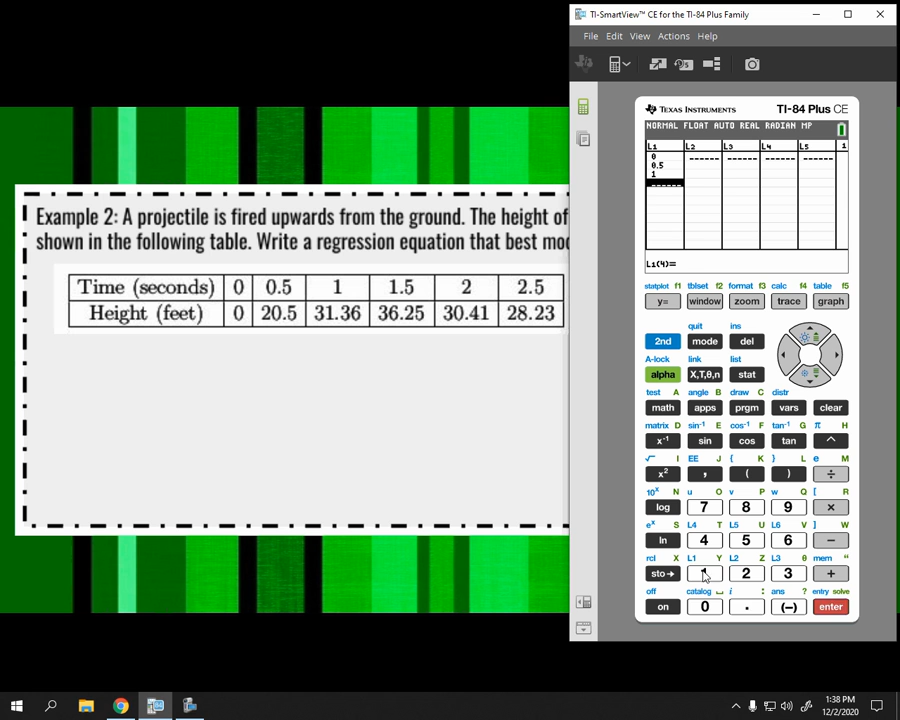 TI-SmartView™ CE for the TI-84 Plus Family
File Edit View Actions Help
TEXAS INSTRUMENTS TI-84 Plus CE
NORMAL FLOAT AUTO REAL RADIAN MP
L1 L2 L3 L4 L5 1
0
0.5
1
------ ------ ------ ------ ------
L1(4)=
Example 2: A projectile is fired upwards from the ground. The height of
shown in the following table. Write a regression equation that best mo
Time (seconds) 0 0.5 1 1.5 2 2.5
Height (feet) 0 20.5 31.36 36.25 30.41 28.23
statplot f1 tblset f2 format f3 calc f4 table f5
y= window zoom trace graph
quit ins
2nd mode del
A-lock link list
alpha X,T,θ,n stat
test A angle B draw C distr
math apps prgm vars clear
matrix D sin⁻¹ E cos⁻¹ F tan⁻¹ G π H
x⁻¹ sin cos tan ^
√ I EE J { K } L e M
x² , ( ) ÷
10ˣ N u O v P w Q [ R
log 7 8 9 ×
eˣ S L4 T L5 U L6 V ] W
ln 4 5 6 −
rcl X L1 Y L2 Z L3 θ mem "
sto→ 2 3 +
off catalog ␣ i : ans ? entry solve
on 0 . (−) enter
1:38 PM
12/2/2020